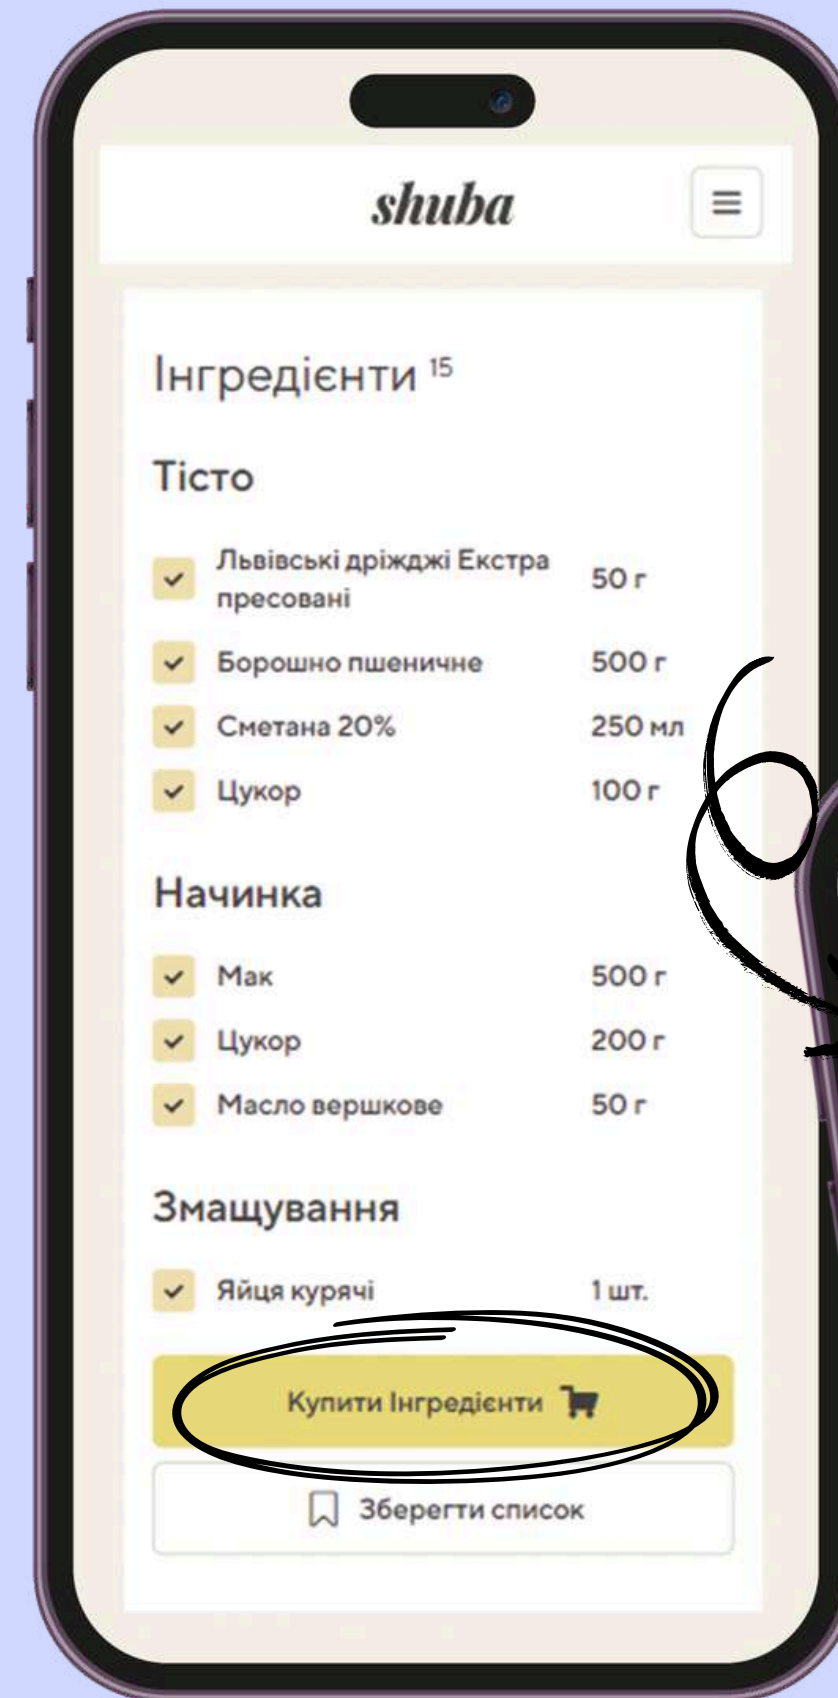 shuba
Інгредієнти 15
Тісто
Львівські дріжджі Екстра
пресовані
50 г
Борошно пшеничне 500 г
Сметана 20% 250 мл
Цукор 100 г
Начинка
Мак 500 г
Цукор 200 г
Масло вершкове 50 г
Змащування
Яйця курячі 1 шт.
Купити Інгредієнти
Зберегти список